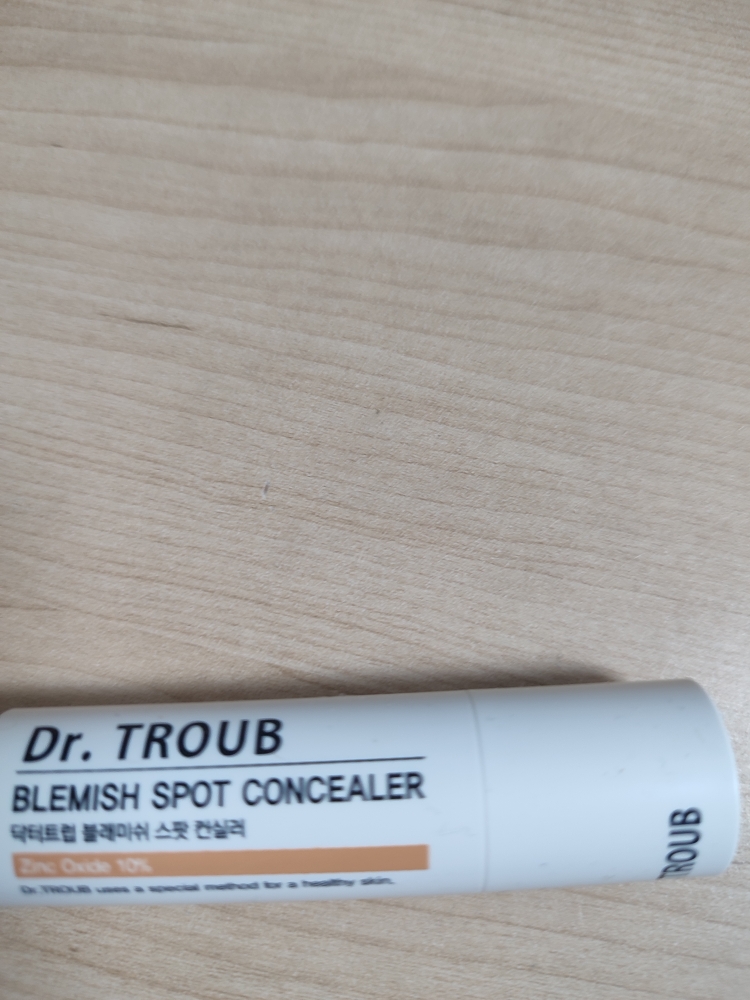 Dr. TROUB
BLEMISH SPOT CONCEALER
닥터트럽 블래미쉬 스팟 컨실러
Zinc Oxide 10%
Dr.TROUB uses a special method for a healthy skin.
TROUB